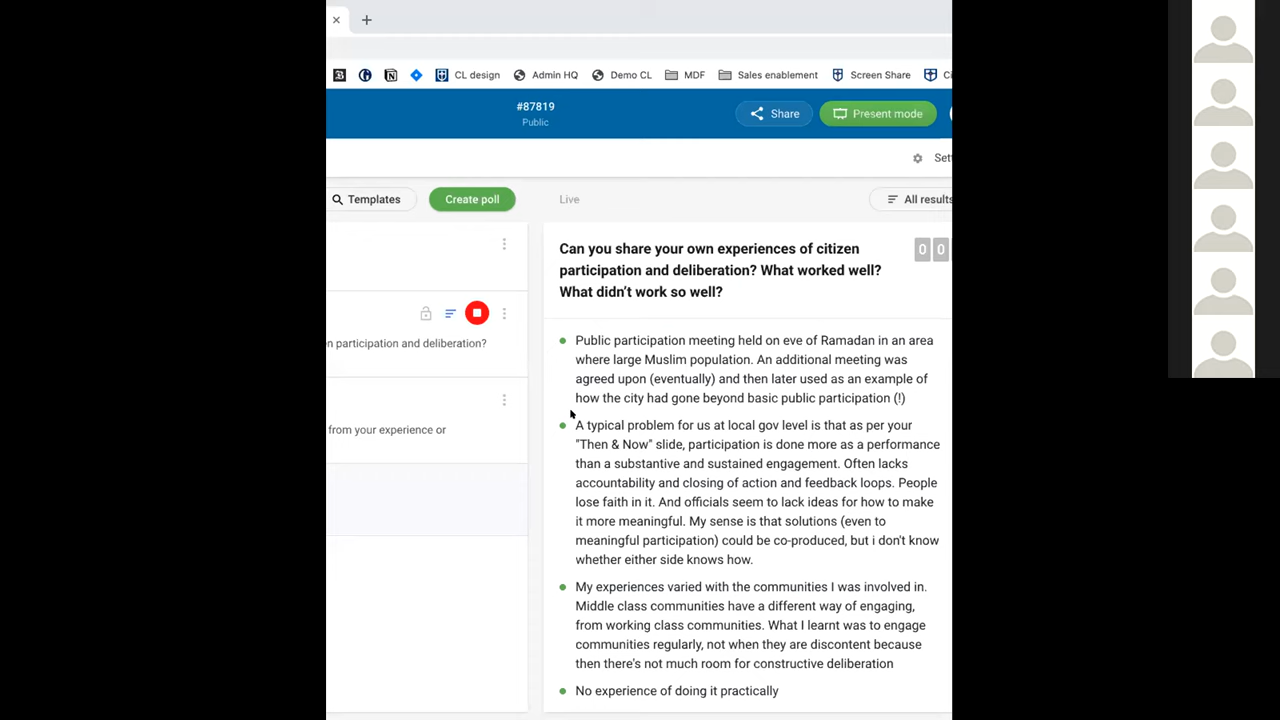 CL design
Admin HQ
Demo CL
MDF
Sales enablement
Screen Share
#87819
Public
Share
Present mode
Templates
Create poll
Live
All results
Can you share your own experiences of citizen
participation and deliberation? What worked well?
What didn't work so well?
0 0
n participation and deliberation?
from your experience or
Public participation meeting held on eve of Ramadan in an area
where large Muslim population. An additional meeting was
agreed upon (eventually) and then later used as an example of
how the city had gone beyond basic public participation (!)
A typical problem for us at local gov level is that as per your
"Then & Now" slide, participation is done more as a performance
than a substantive and sustained engagement. Often lacks
accountability and closing of action and feedback loops. People
lose faith in it. And officials seem to lack ideas for how to make
it more meaningful. My sense is that solutions (even to
meaningful participation) could be co-produced, but i don't know
whether either side knows how.
My experiences varied with the communities I was involved in.
Middle class communities have a different way of engaging,
from working class communities. What I learnt was to engage
communities regularly, not when they are discontent because
then there's not much room for constructive deliberation
No experience of doing it practically